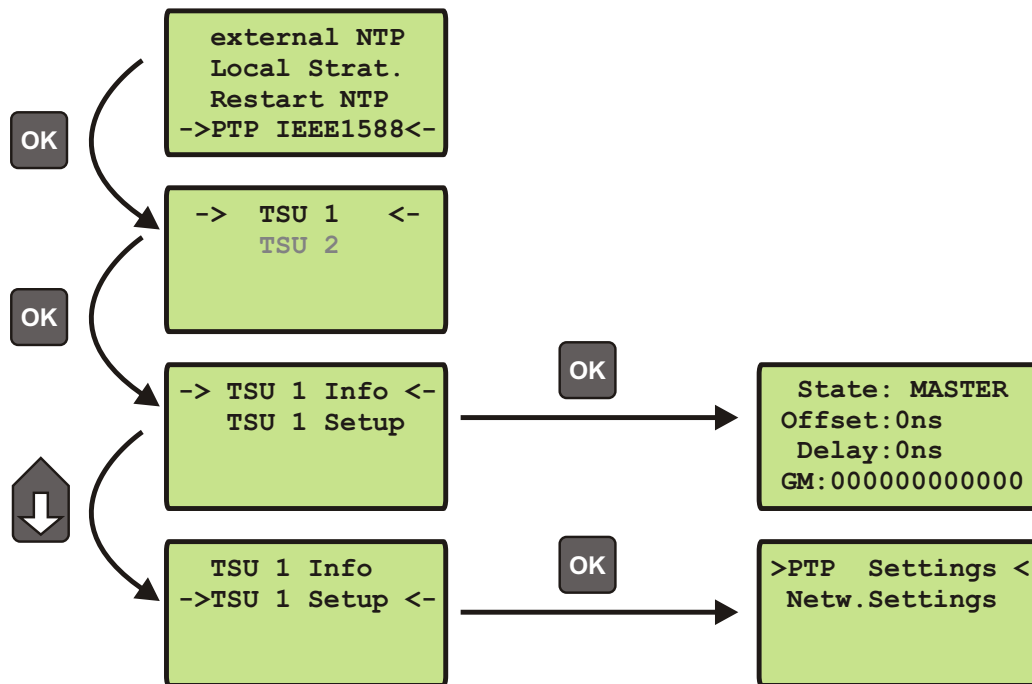 external NTP
Local Strat.
Restart NTP
->PTP IEEE1588<-
OK
-> TSU 1 <-
TSU 2
OK
-> TSU 1 Info <-
TSU 1 Setup
OK
State: MASTER
Offset:0ns
Delay:0ns
GM:000000000000
TSU 1 Info
->TSU 1 Setup <-
OK
>PTP Settings <
Netw.Settings